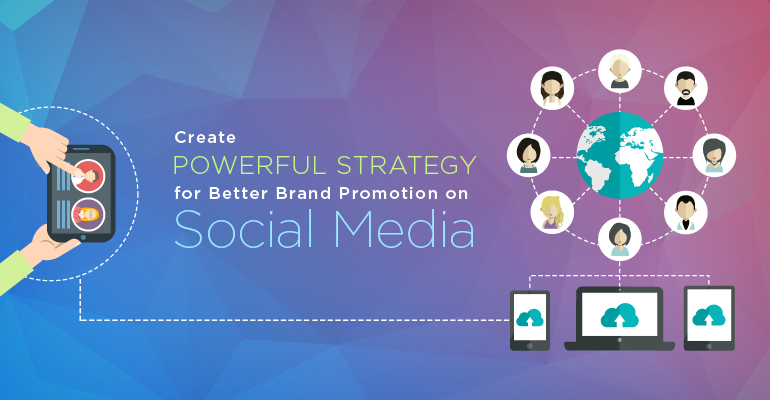 Create
POWERFUL STRATEGY
for Better Brand Promotion on
Social Media